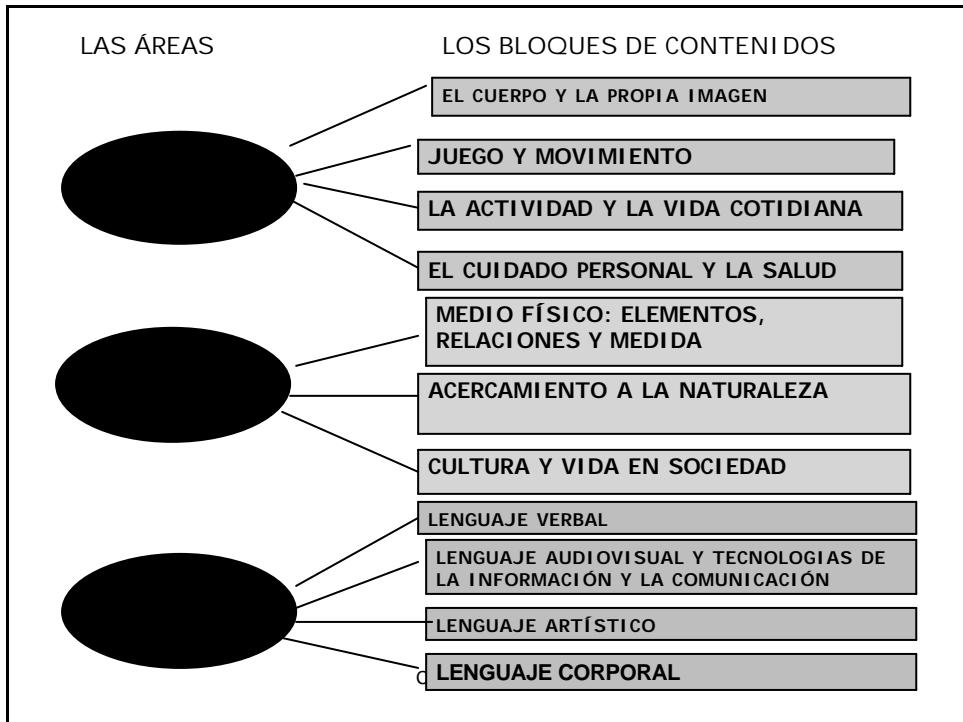 LAS ÁREAS
LOS BLOQUES DE CONTENIDOS
EL CUERPO Y LA PROPIA IMAGEN
JUEGO Y MOVIMIENTO
LA ACTIVIDAD Y LA VIDA COTIDIANA
EL CUIDADO PERSONAL Y LA SALUD
MEDIO FÍSICO: ELEMENTOS,
RELACIONES Y MEDIDA
ACERCAMIENTO A LA NATURALEZA
CULTURA Y VIDA EN SOCIEDAD
LENGUAJE VERBAL
LENGUAJE AUDIOVISUAL Y TECNOLOGIAS DE
LA INFORMACIÓN Y LA COMUNICACIÓN
LENGUAJE ARTÍSTICO
LENGUAJE CORPORAL